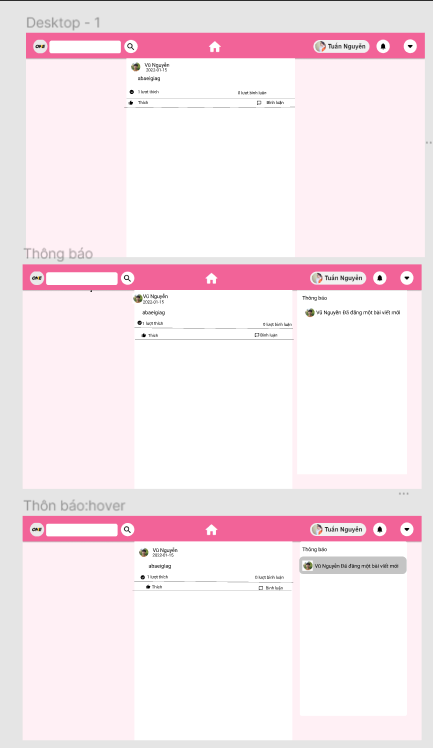 Desktop - 1
ONE
Tuấn Nguyễn
Vũ Nguyễn
2022-01-15
abaeigiag
1 lượt thích
0 lượt bình luận
Thích
Bình luận
Thông báo
ONE
Tuấn Nguyễn
Vũ Nguyễn
2022-01-15
abaeigiag
1 lượt thích
0 lượt bình luận
Thích
Bình luận
Thông báo
Vũ Nguyễn Đã đăng một bài viết mới
Thôn báo:hover
ONE
Tuấn Nguyễn
Vũ Nguyễn
2022-01-15
abaeigiag
1 lượt thích
0 lượt bình luận
Thích
Bình luận
Thông báo
Vũ Nguyễn Đã đăng một bài viết mới